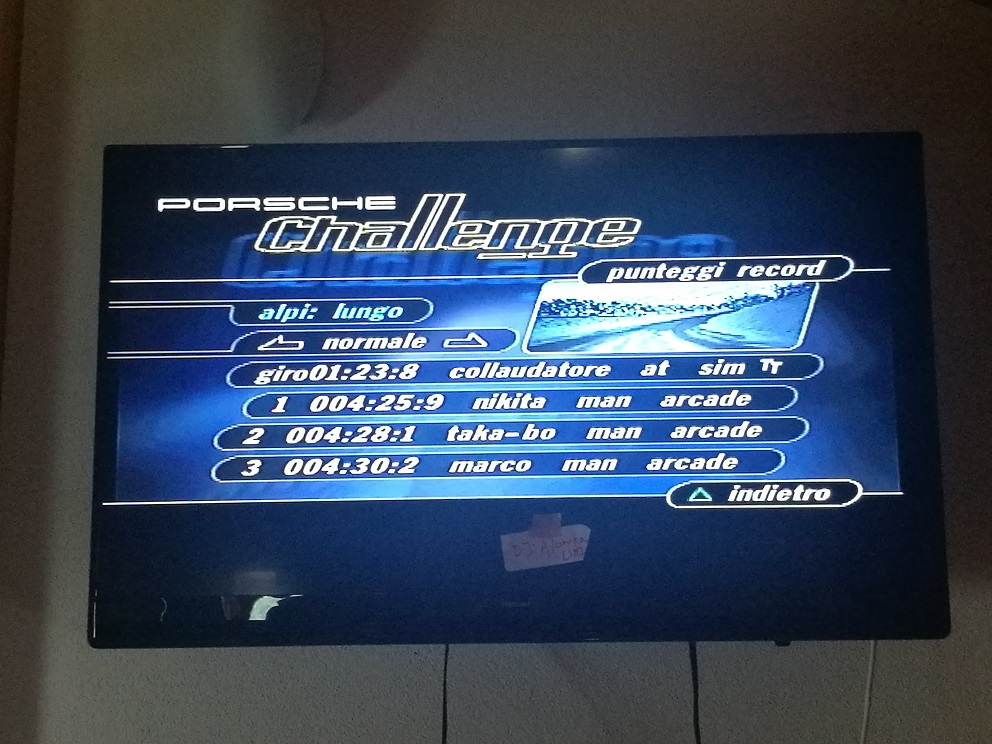 PORSCHE
Challenge
punteggi record
alpi: lungo
normale
giro01:23:8 collaudatore at sim TT
1 004:25:9 nikita man arcade
2 004:28:1 taka-bo man arcade
3 004:30:2 marco man arcade
indietro